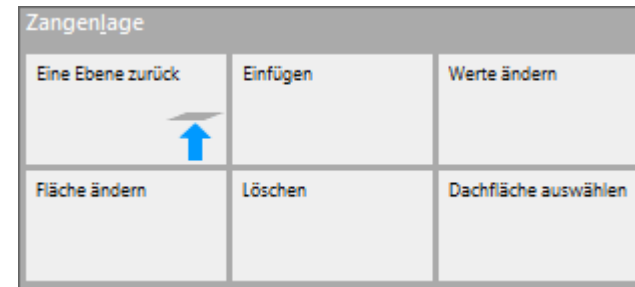 Zangenlage
Eine Ebene zurück
Einfügen
Werte ändern
Fläche ändern
Löschen
Dachfläche auswählen